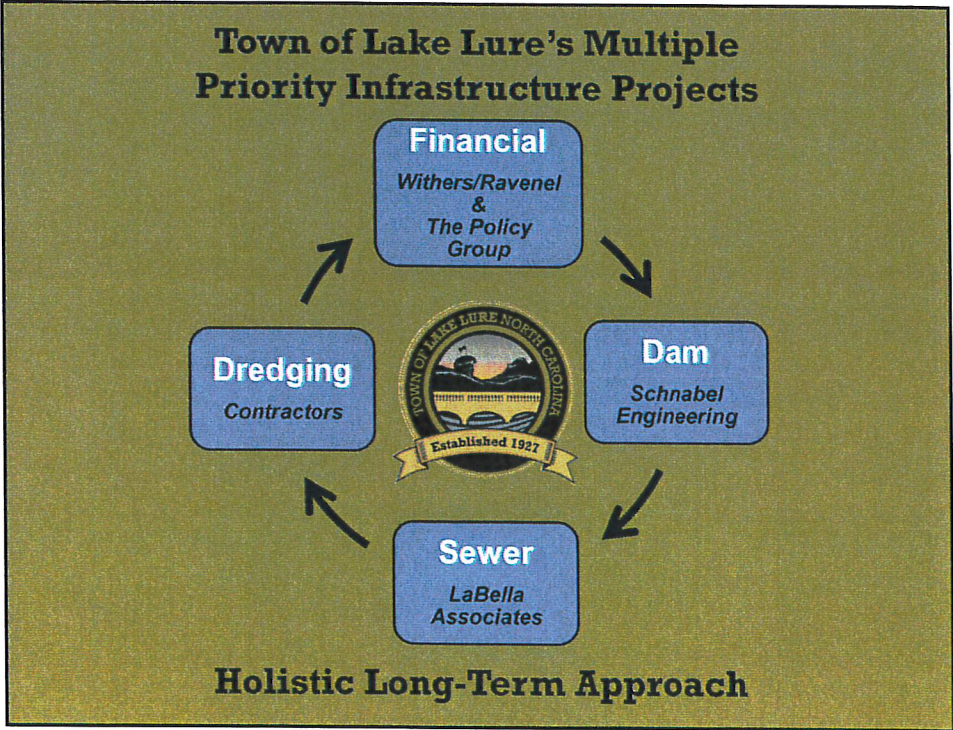 Town of Lake Lure's Multiple
Priority Infrastructure Projects
Financial
Withers/Ravenel
&
The Policy
Group
Dredging
Contractors
TOWN OF LAKE LURE NORTH CAROLINA
Established 1927
Dam
Schnabel
Engineering
Sewer
LaBella
Associates
Holistic Long-Term Approach